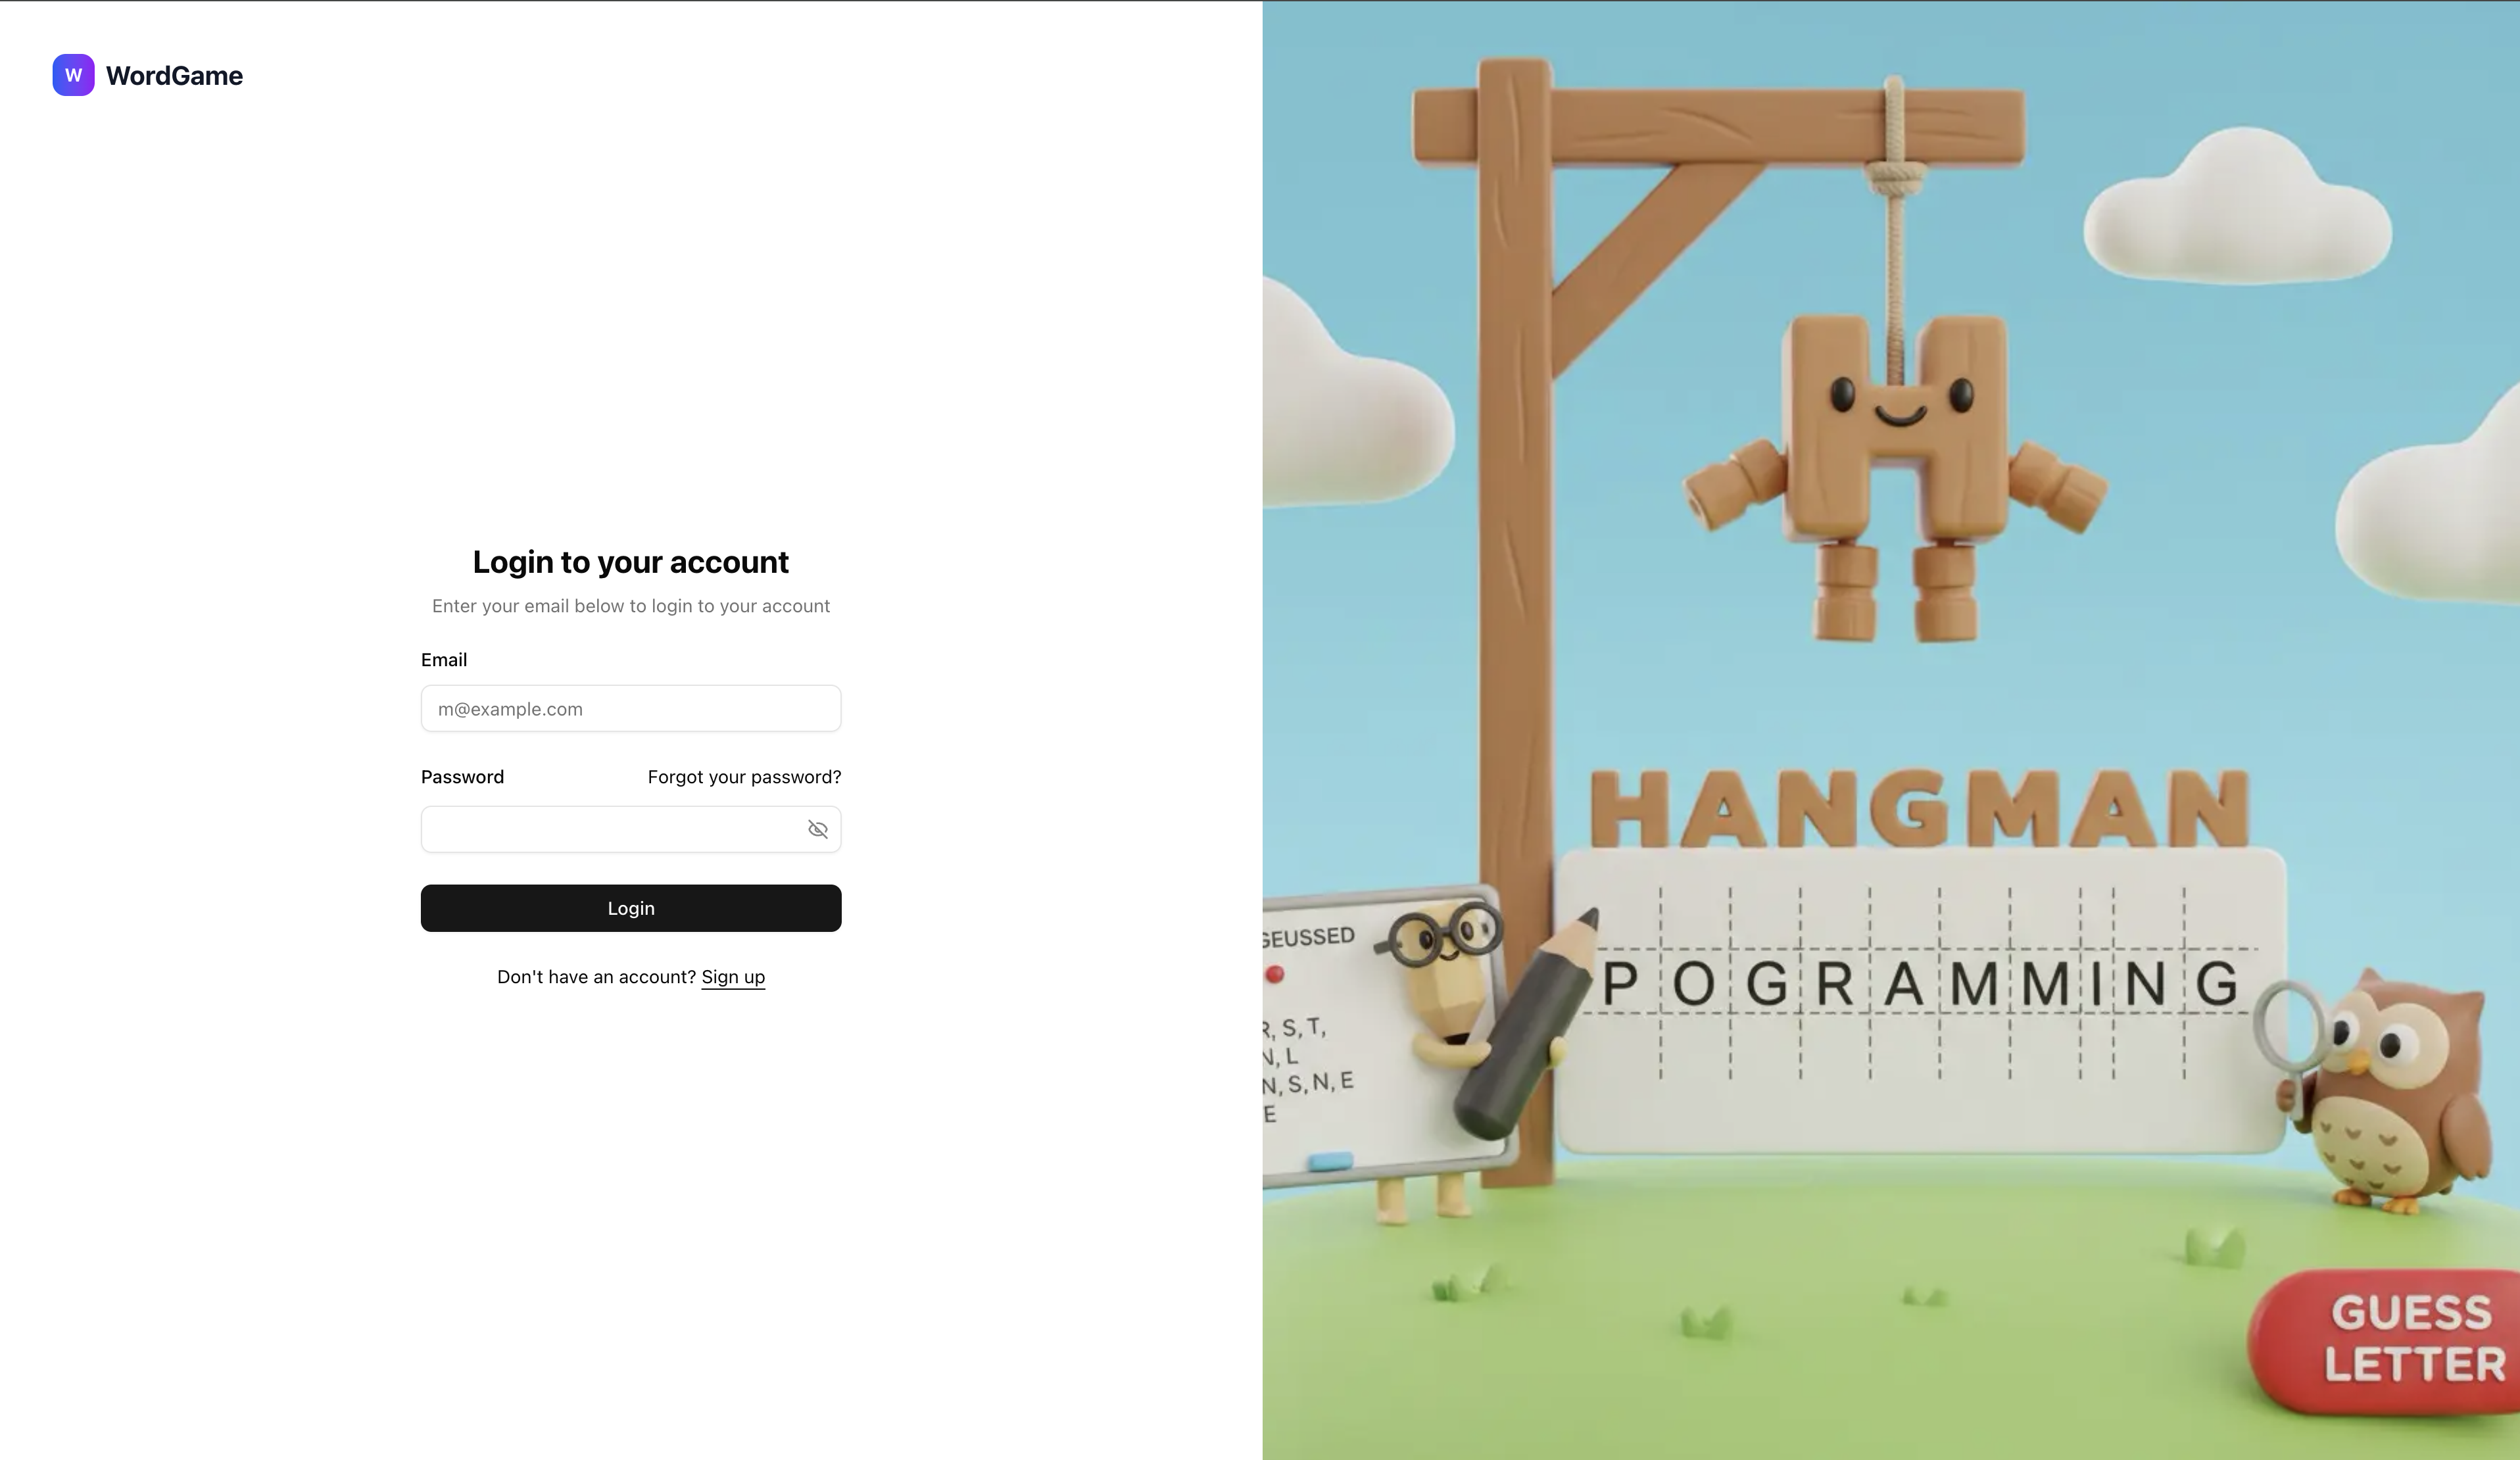 W WordGame
Login to your account
Enter your email below to login to your account
Email
m@example.com
Password Forgot your password?
Login
Don't have an account? Sign up
HANGMAN
POGRAMMING
GEUSSED
R, S, T,
N, L
N, S, N, E
E
GUESS
LETTER